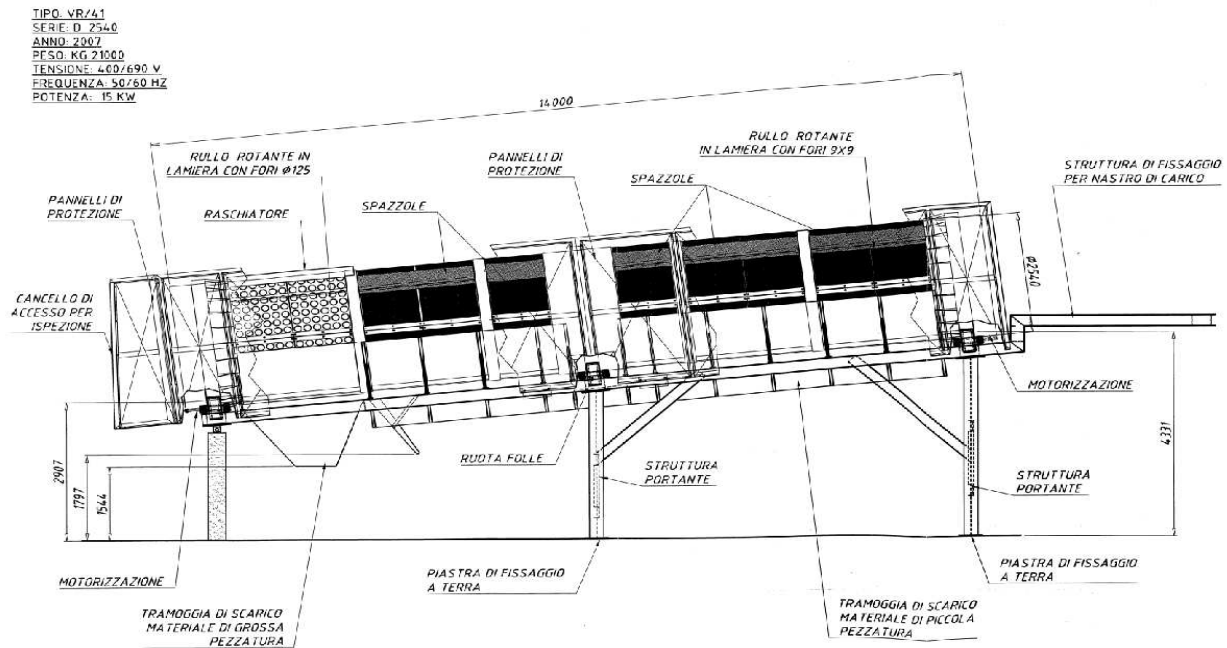 TIPO: VR/41
SERIE: D 2540
ANNO: 2007
PESO: KG 21000
TENSIONE: 400/690 V
FREQUENZA: 50/60 HZ
POTENZA: 15 KW
14000
RULLO ROTANTE IN
LAMIERA CON FORI Ø125
PANNELLI DI
PROTEZIONE
RULLO ROTANTE
IN LAMIERA CON FORI 9X9
STRUTTURA DI FISSAGGIO
PER NASTRO DI CARICO
PANNELLI DI
PROTEZIONE
RASCHIATORE
SPAZZOLE
SPAZZOLE
Ø2540
CANCELLO DI
ACCESSO PER
ISPEZIONE
MOTORIZZAZIONE
2907
1797
1544
4331
RUOTA FOLLE
STRUTTURA
PORTANTE
STRUTTURA
PORTANTE
MOTORIZZAZIONE
PIASTRA DI FISSAGGIO
A TERRA
PIASTRA DI FISSAGGIO
A TERRA
TRAMOGGIA DI SCARICO
MATERIALE DI GROSSA
PEZZATURA
TRAMOGGIA DI SCARICO
MATERIALE DI PICCOLA
PEZZATURA